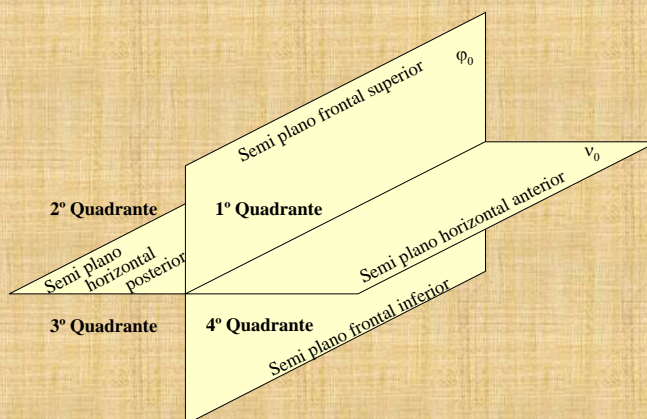 φ₀
Semi plano frontal superior
ν₀
2º Quadrante
1º Quadrante
Semi plano horizontal anterior
Semi plano
horizontal
posterior
3º Quadrante
4º Quadrante
Semi plano frontal inferior